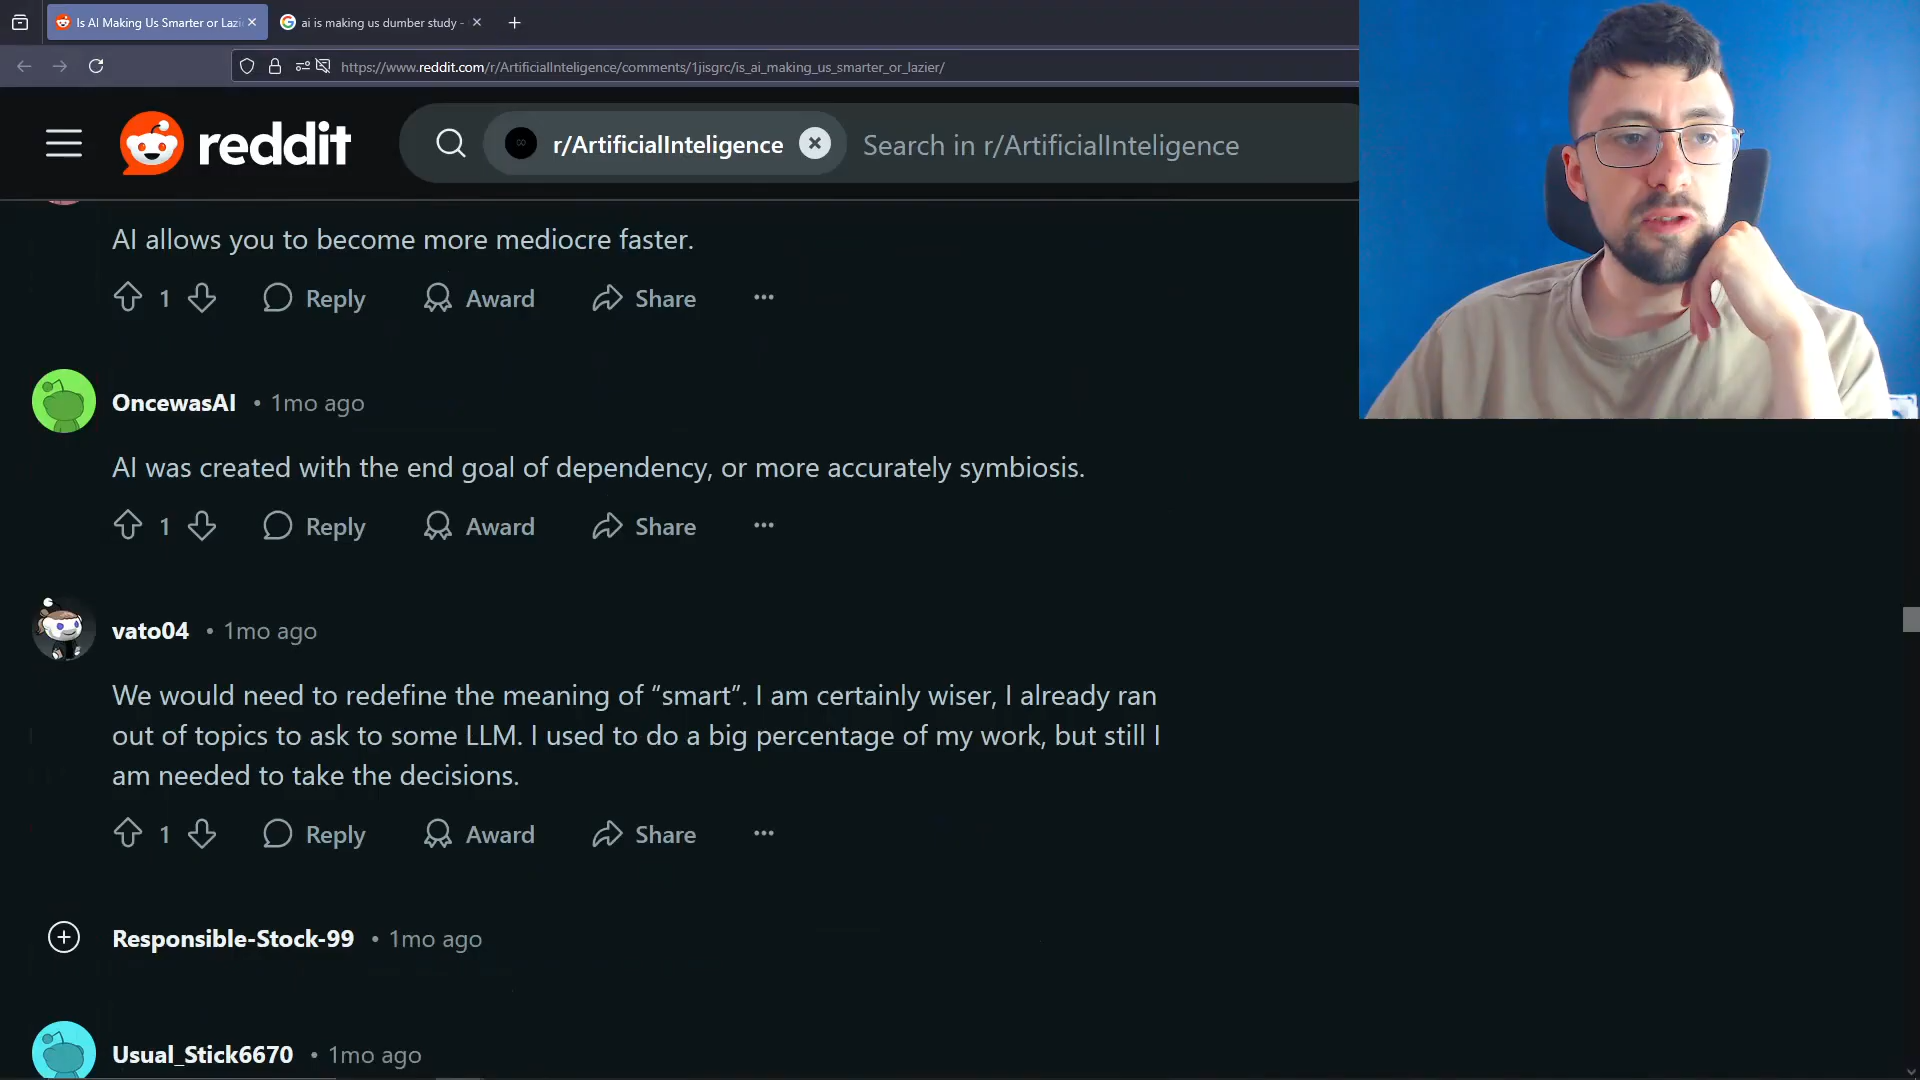 Is AI Making Us Smarter or Lazi
ai is making us dumber study -
https://www.reddit.com/r/ArtificialInteligence/comments/1jisgrc/is_ai_making_us_smarter_or_lazier/
reddit
r/ArtificialInteligence
Search in r/ArtificialInteligence
AI allows you to become more mediocre faster.
1 Reply Award Share
OncewasAI • 1mo ago
AI was created with the end goal of dependency, or more accurately symbiosis.
1 Reply Award Share
vato04 • 1mo ago
We would need to redefine the meaning of “smart”. I am certainly wiser, I already ran
out of topics to ask to some LLM. I used to do a big percentage of my work, but still I
am needed to take the decisions.
1 Reply Award Share
Responsible-Stock-99 • 1mo ago
Usual_Stick6670 • 1mo ago